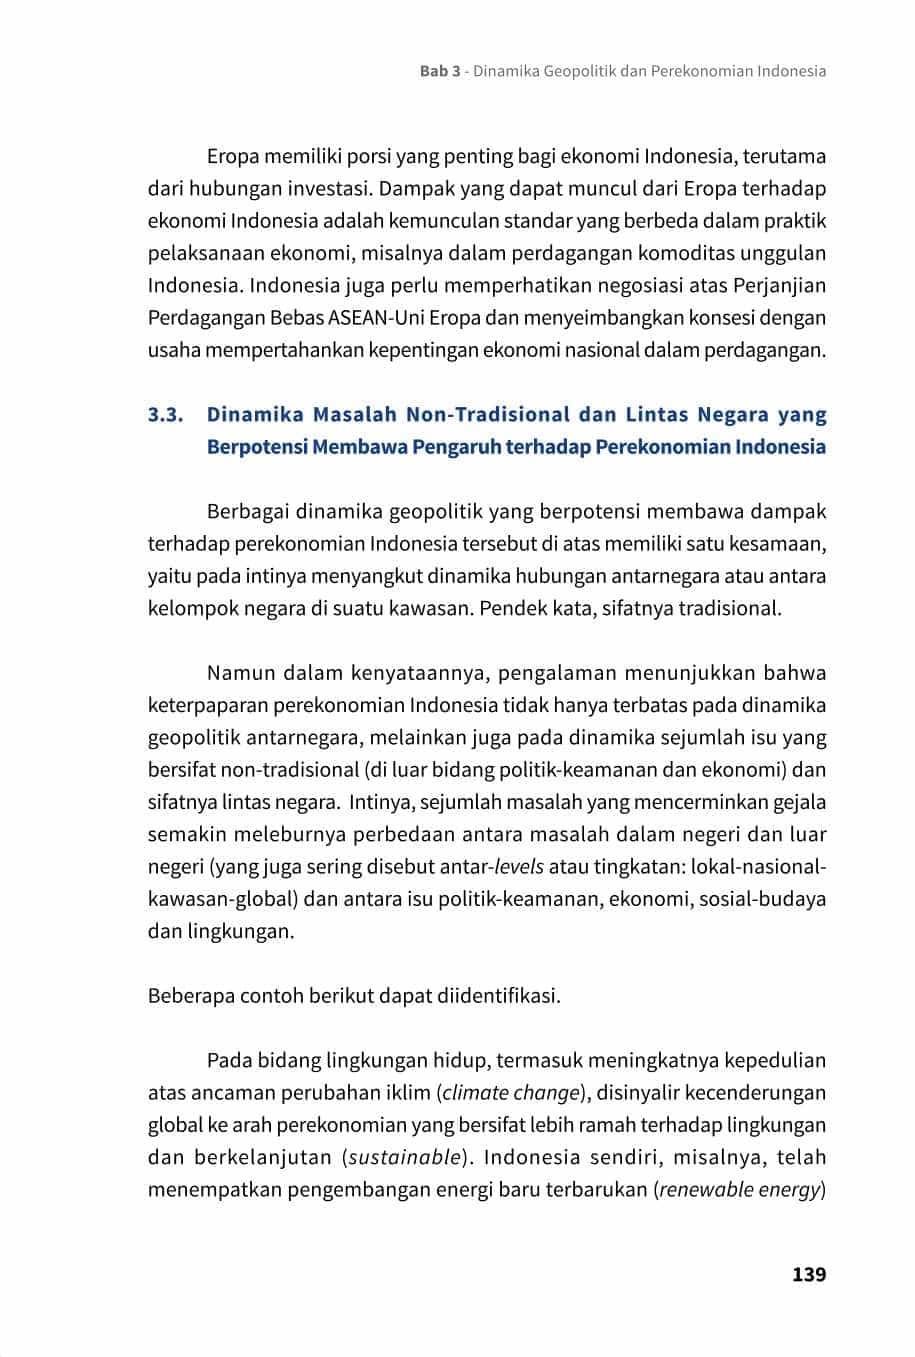 Bab 3 - Dinamika Geopolitik dan Perekonomian Indonesia
Eropa memiliki porsi yang penting bagi ekonomi Indonesia, terutama
dari hubungan investasi. Dampak yang dapat muncul dari Eropa terhadap
ekonomi Indonesia adalah kemunculan standar yang berbeda dalam praktik
pelaksanaan ekonomi, misalnya dalam perdagangan komoditas unggulan
Indonesia. Indonesia juga perlu memperhatikan negosiasi atas Perjanjian
Perdagangan Bebas ASEAN-Uni Eropa dan menyeimbangkan konsesi dengan
usaha mempertahankan kepentingan ekonomi nasional dalam perdagangan.
3.3. Dinamika Masalah Non-Tradisional dan Lintas Negara yang
Berpotensi Membawa Pengaruh terhadap Perekonomian Indonesia
Berbagai dinamika geopolitik yang berpotensi membawa dampak
terhadap perekonomian Indonesia tersebut di atas memiliki satu kesamaan,
yaitu pada intinya menyangkut dinamika hubungan antarnegara atau antara
kelompok negara di suatu kawasan. Pendek kata, sifatnya tradisional.
Namun dalam kenyataannya, pengalaman menunjukkan bahwa
keterpaparan perekonomian Indonesia tidak hanya terbatas pada dinamika
geopolitik antarnegara, melainkan juga pada dinamika sejumlah isu yang
bersifat non-tradisional (di luar bidang politik-keamanan dan ekonomi) dan
sifatnya lintas negara. Intinya, sejumlah masalah yang mencerminkan gejala
semakin meleburnya perbedaan antara masalah dalam negeri dan luar
negeri (yang juga sering disebut antar-levels atau tingkatan: lokal-nasional-
kawasan-global) dan antara isu politik-keamanan, ekonomi, sosial-budaya
dan lingkungan.
Beberapa contoh berikut dapat diidentifikasi.
Pada bidang lingkungan hidup, termasuk meningkatnya kepedulian
atas ancaman perubahan iklim (climate change), disinyalir kecenderungan
global ke arah perekonomian yang bersifat lebih ramah terhadap lingkungan
dan berkelanjutan (sustainable). Indonesia sendiri, misalnya, telah
menempatkan pengembangan energi baru terbarukan (renewable energy)
139